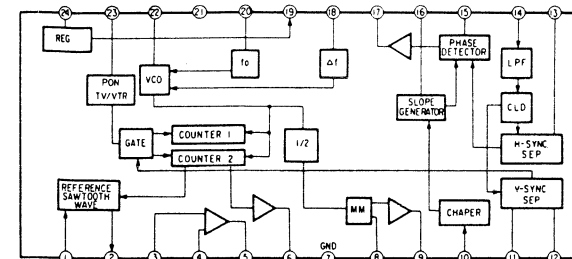 24 23 22 21 20 19 18 17 16 15 14 13
REG
fo
Δf
PHASE
DETECTOR
LPF
PON
TV/VTR
VCO
SLOPE
GENERATOR
CLD
GATE
COUNTER 1
COUNTER 2
1/2
H-SYNC
SEP
REFERENCE
SAWTOOTH
WAVE
MM
CHAPER
V-SYNC
SEP
GND
1 2 3 4 5 6 7 8 9 10 11 12